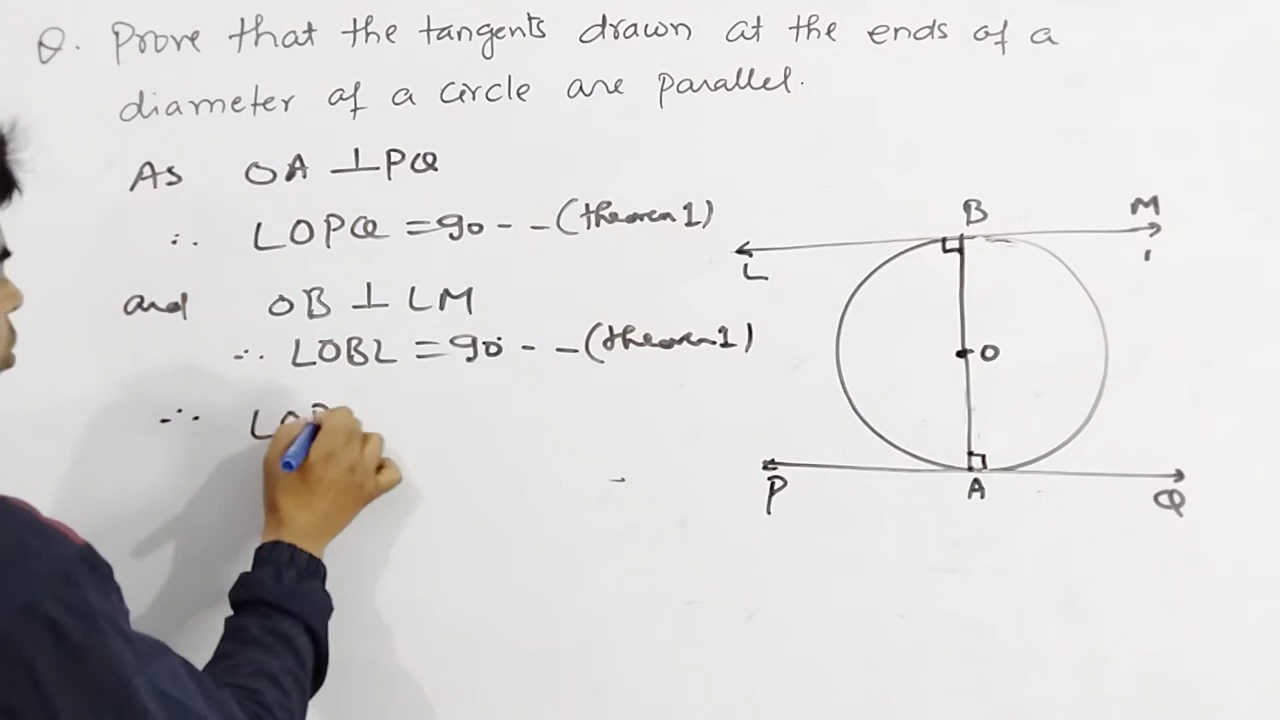 Q. Prove that the tangents drawn at the ends of a
diameter of a circle are parallel.
As OA ⊥ PQ
∴ ∠OPQ = 90 - - (theorem 1)
and OB ⊥ LM
∴ ∠OBL = 90° - - (theorem 1)
∴ ∠O
B
M
L
O
P
A
Q